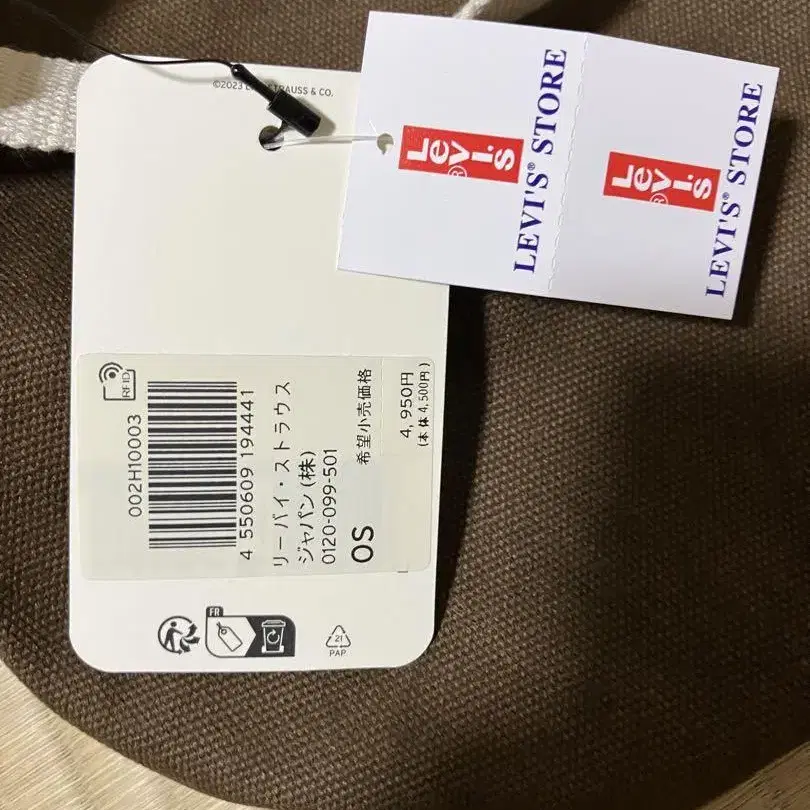 ©2023 LEVI STRAUSS & CO.
Levi's®
LEVI'S® STORE
Levi's®
LEVI'S® STORE
RFID
002H10003
4 550609 194441
リーバイ・ストラウス
ジャパン(株)
0120-099-501
OS
希望小売価格
4,950円
(本体4,500円)
FR
21
PAP